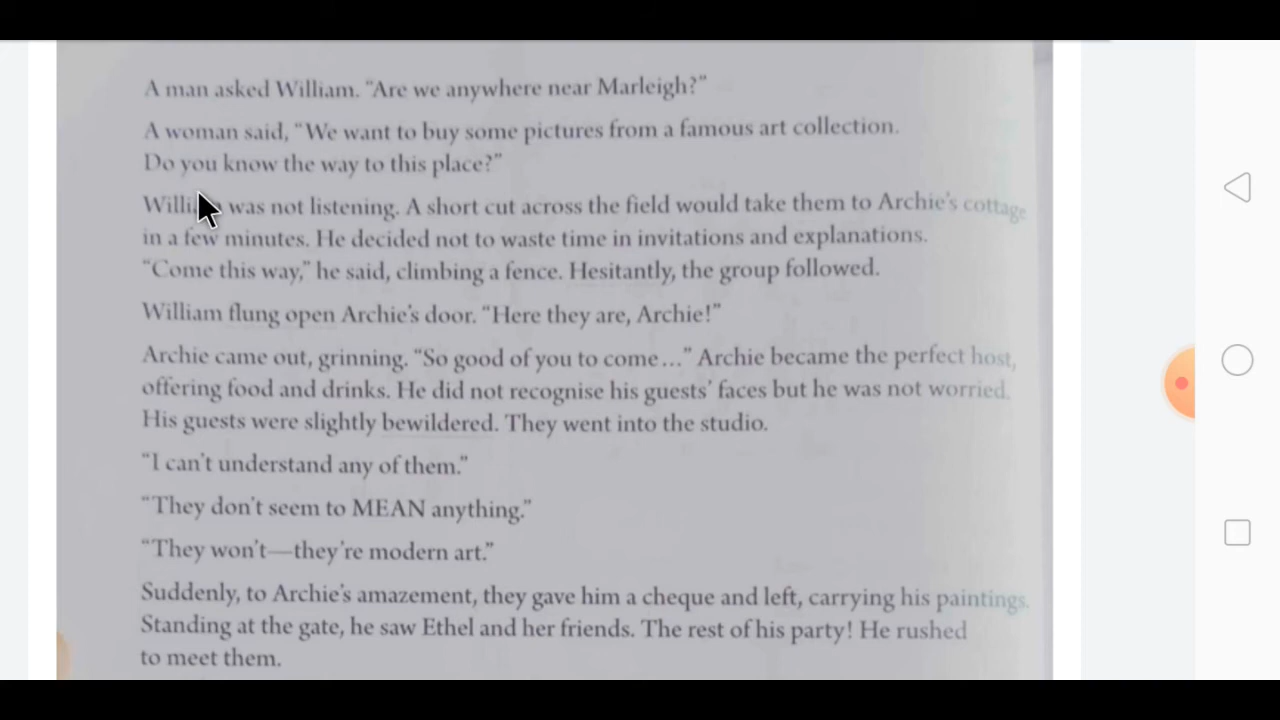 A man asked William. “Are we anywhere near Marleigh?”
A woman said, “We want to buy some pictures from a famous art collection.
Do you know the way to this place?”
was not listening. A short cut across the field would take them to Archie’s cottage
in a few minutes. He decided not to waste time in invitations and explanations.
“Come this way,” he said, climbing a fence. Hesitantly, the group followed.
William flung open Archie’s door. “Here they are, Archie!”
Archie came out, grinning. “So good of you to come…” Archie became the perfect host,
offering food and drinks. He did not recognise his guests’ faces but he was not worried.
His guests were slightly bewildered. They went into the studio.
“I can’t understand any of them.”
“They don’t seem to MEAN anything.”
“They won’t—they’re modern art.”
Suddenly, to Archie’s amazement, they gave him a cheque and left, carrying his paintings.
Standing at the gate, he saw Ethel and her friends. The rest of his party! He rushed
to meet them.